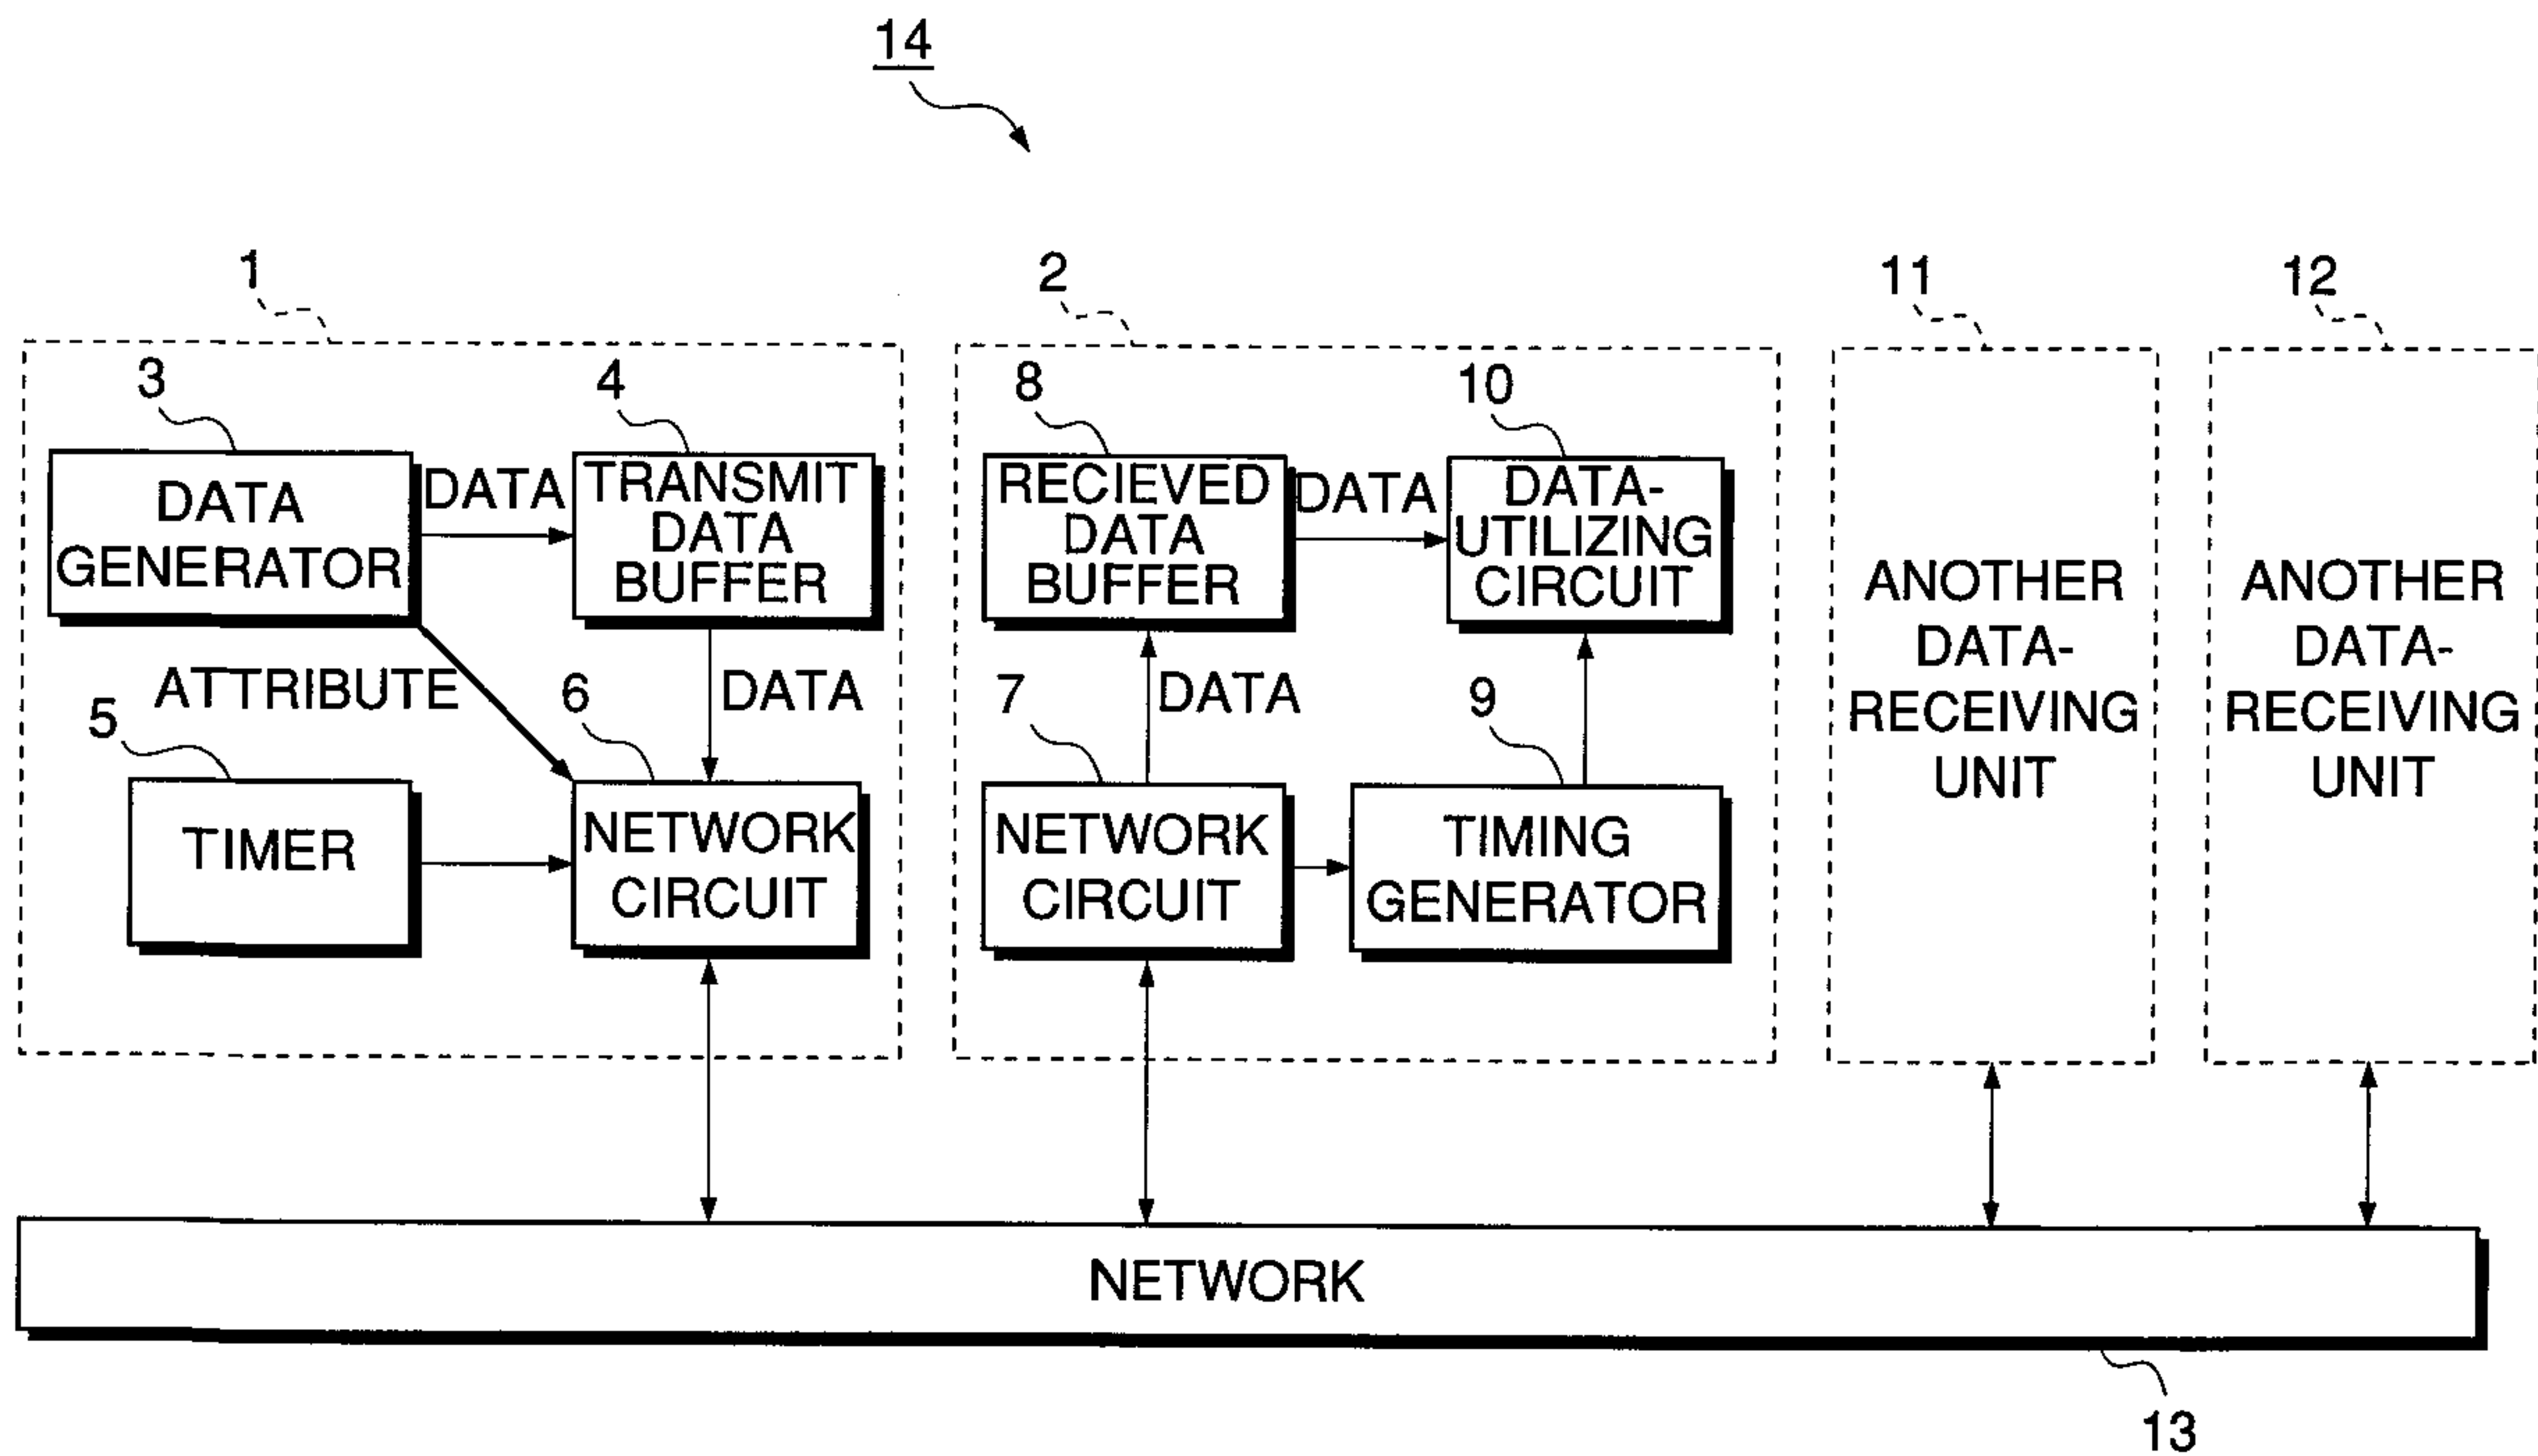 14
1
2
11
12
3
4
8
10
DATA
GENERATOR
DATA
TRANSMIT
DATA
BUFFER
RECIEVED
DATA
BUFFER
DATA
DATA-
UTILIZING
CIRCUIT
ANOTHER
DATA-
RECEIVING
UNIT
ANOTHER
DATA-
RECEIVING
UNIT
ATTRIBUTE
DATA
DATA
5
6
7
9
TIMER
NETWORK
CIRCUIT
NETWORK
CIRCUIT
TIMING
GENERATOR
NETWORK
13